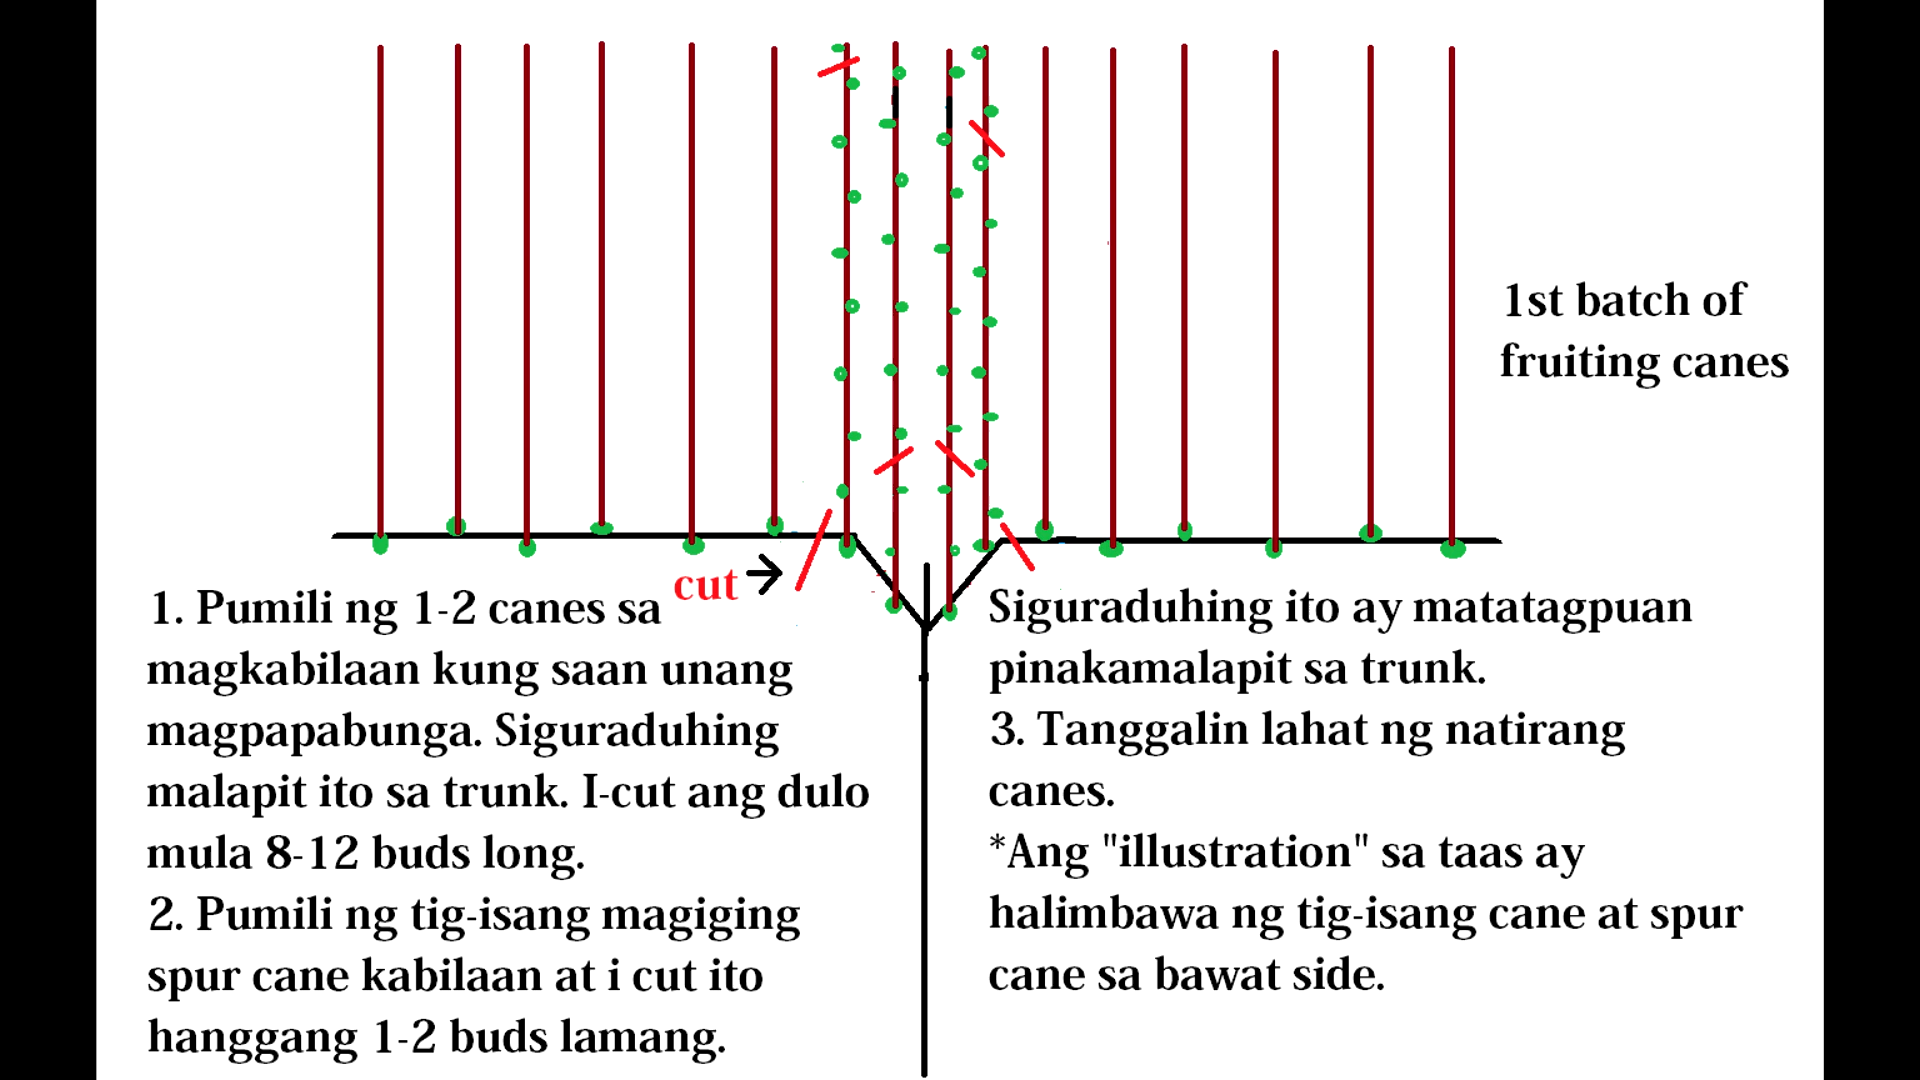 1st batch of
fruiting canes
cut
1. Pumili ng 1-2 canes sa
magkabilaan kung saan unang
magpapabunga. Siguraduhing
malapit ito sa trunk. I-cut ang dulo
mula 8-12 buds long.
2. Pumili ng tig-isang magiging
spur cane kabilaan at i cut ito
hanggang 1-2 buds lamang.
Siguraduhing ito ay matatagpuan
pinakamalapit sa trunk.
3. Tanggalin lahat ng natirang
canes.
*Ang "illustration" sa taas ay
halimbawa ng tig-isang cane at spur
cane sa bawat side.